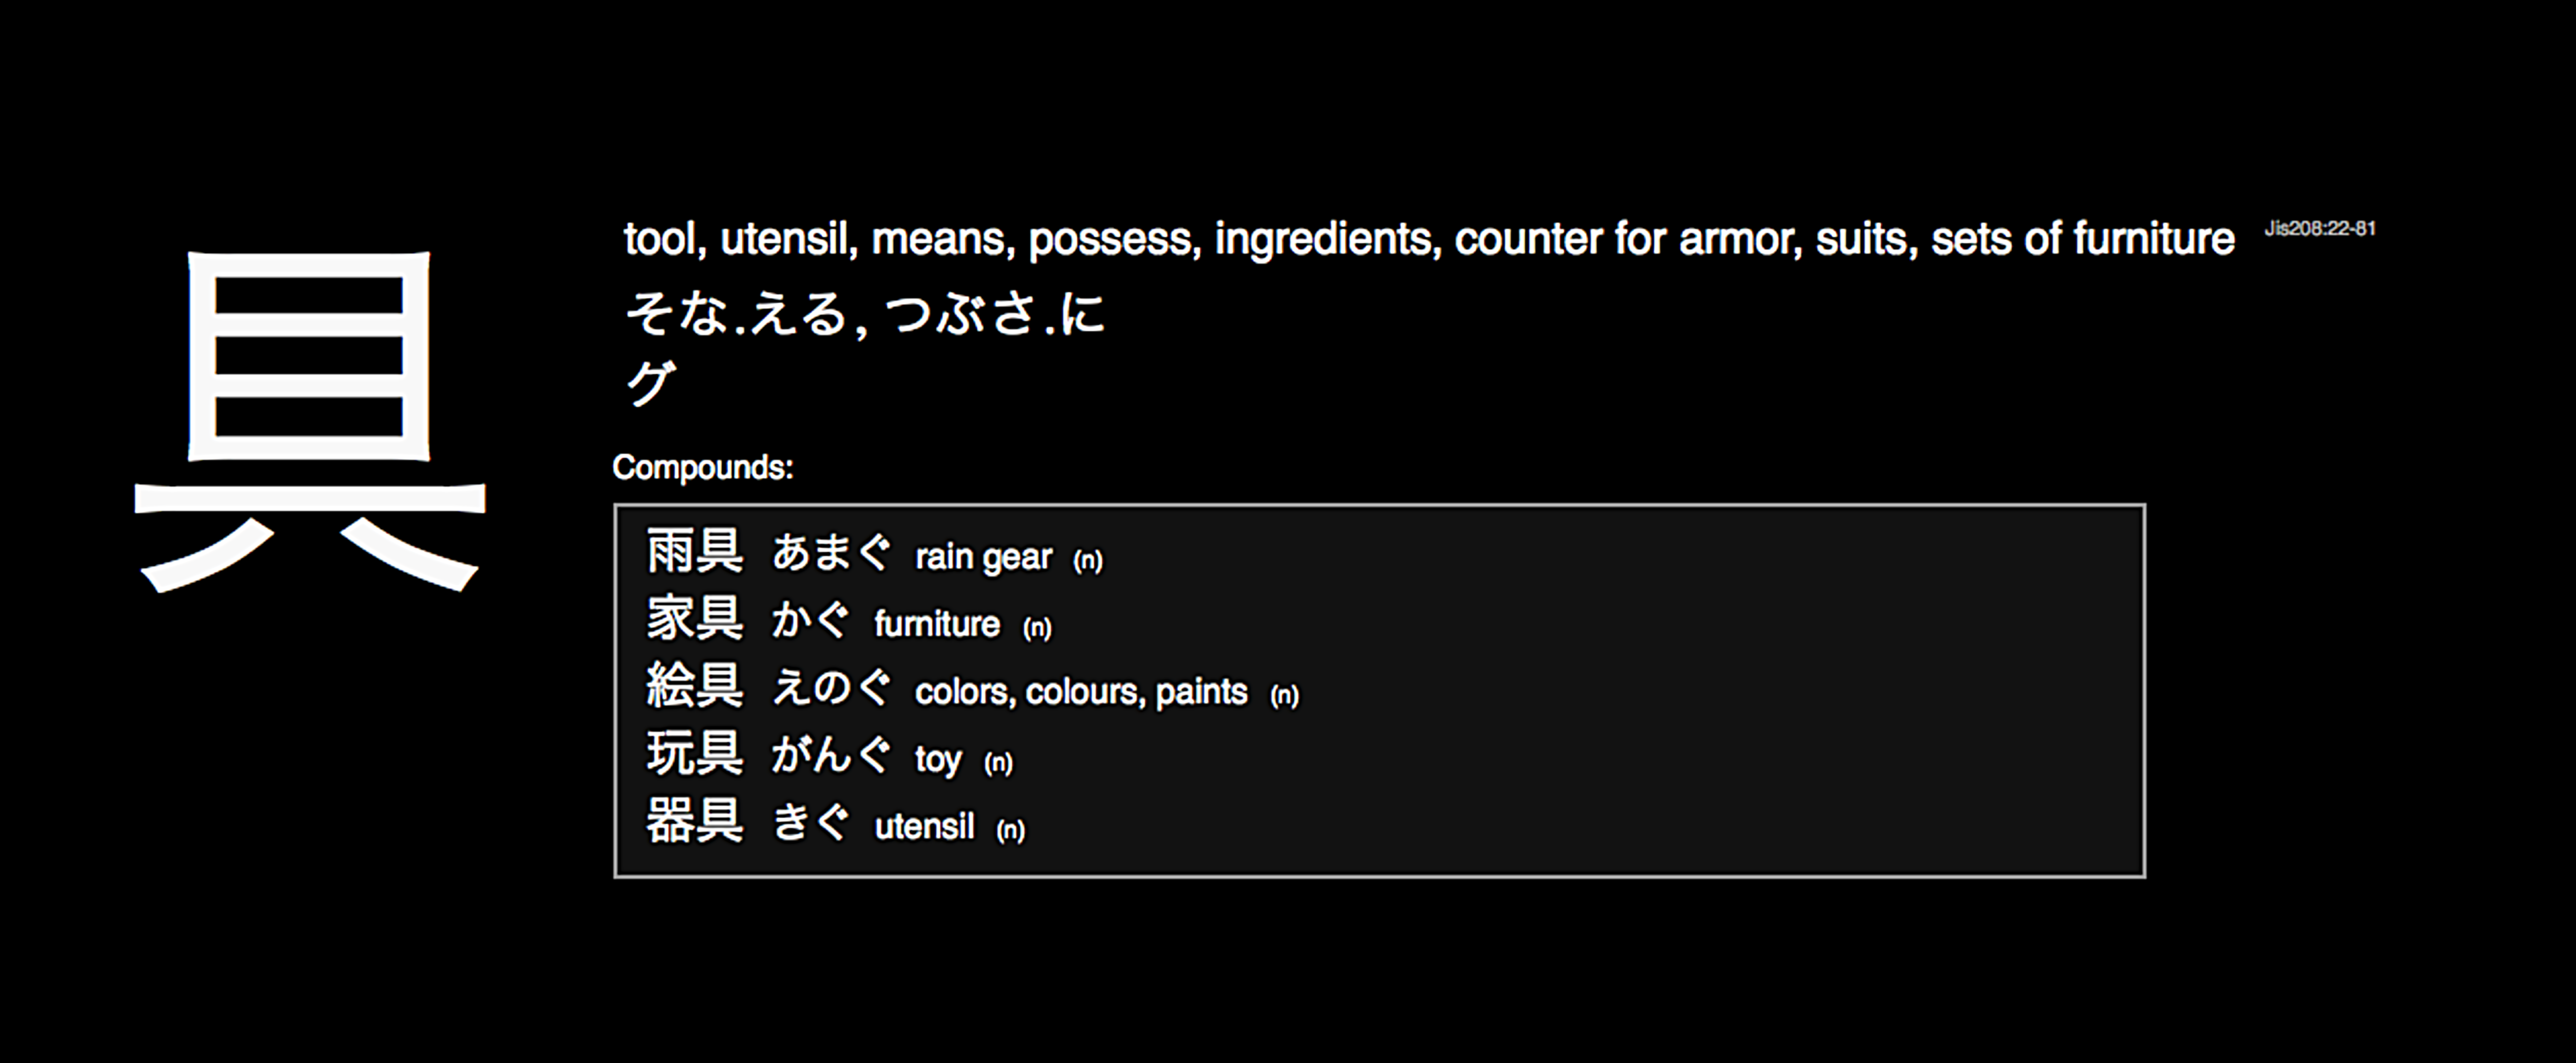 具
tool, utensil, means, possess, ingredients, counter for armor, suits, sets of furniture Jis208:22-81
そな.える, つぶさ.に
グ
Compounds:
雨具 あまぐ rain gear (n)
家具 かぐ furniture (n)
絵具 えのぐ colors, colours, paints (n)
玩具 がんぐ toy (n)
器具 きぐ utensil (n)